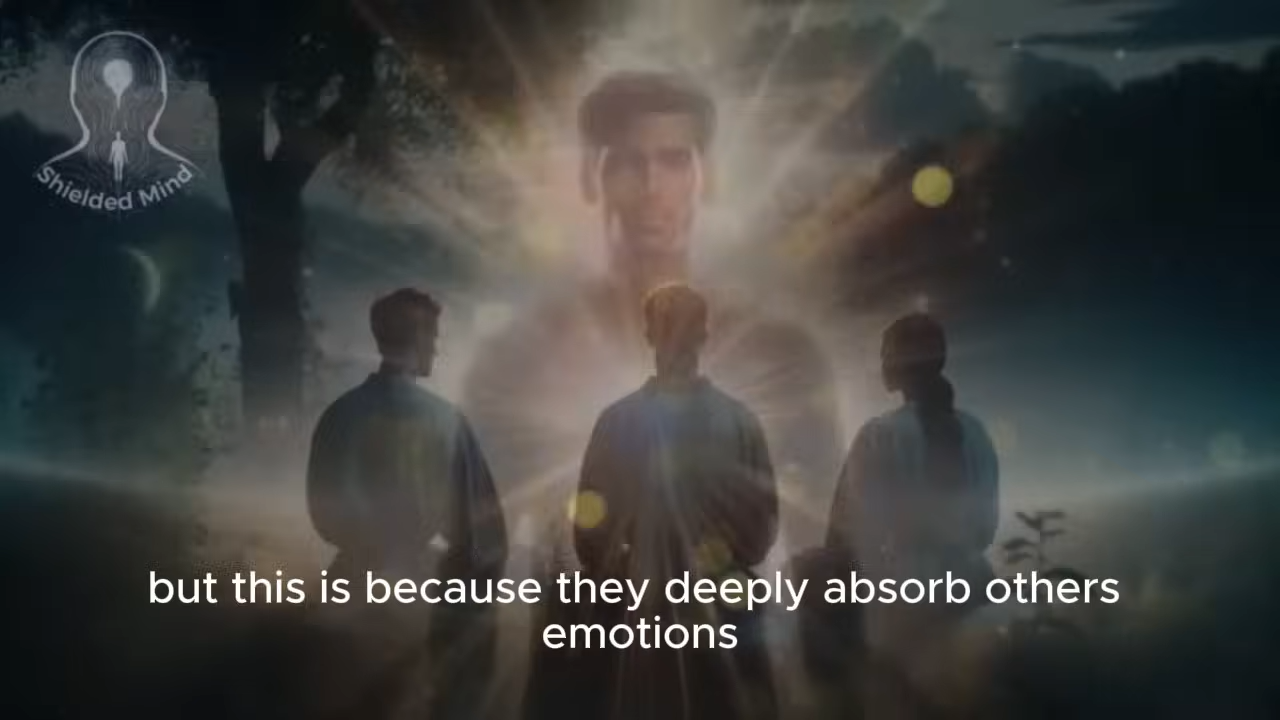 Shielded Mind
but this is because they deeply absorb others
emotions